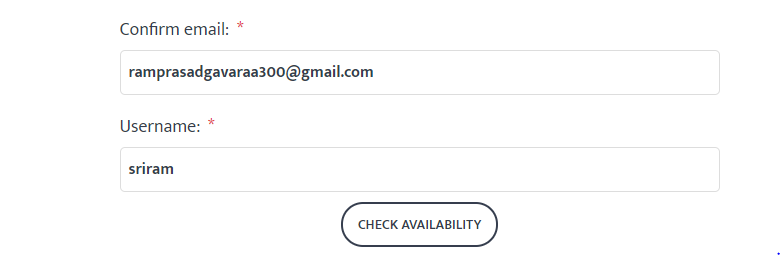 Confirm email: *
ramprasadgavaraa300@gmail.com
Username: *
sriram
CHECK AVAILABILITY